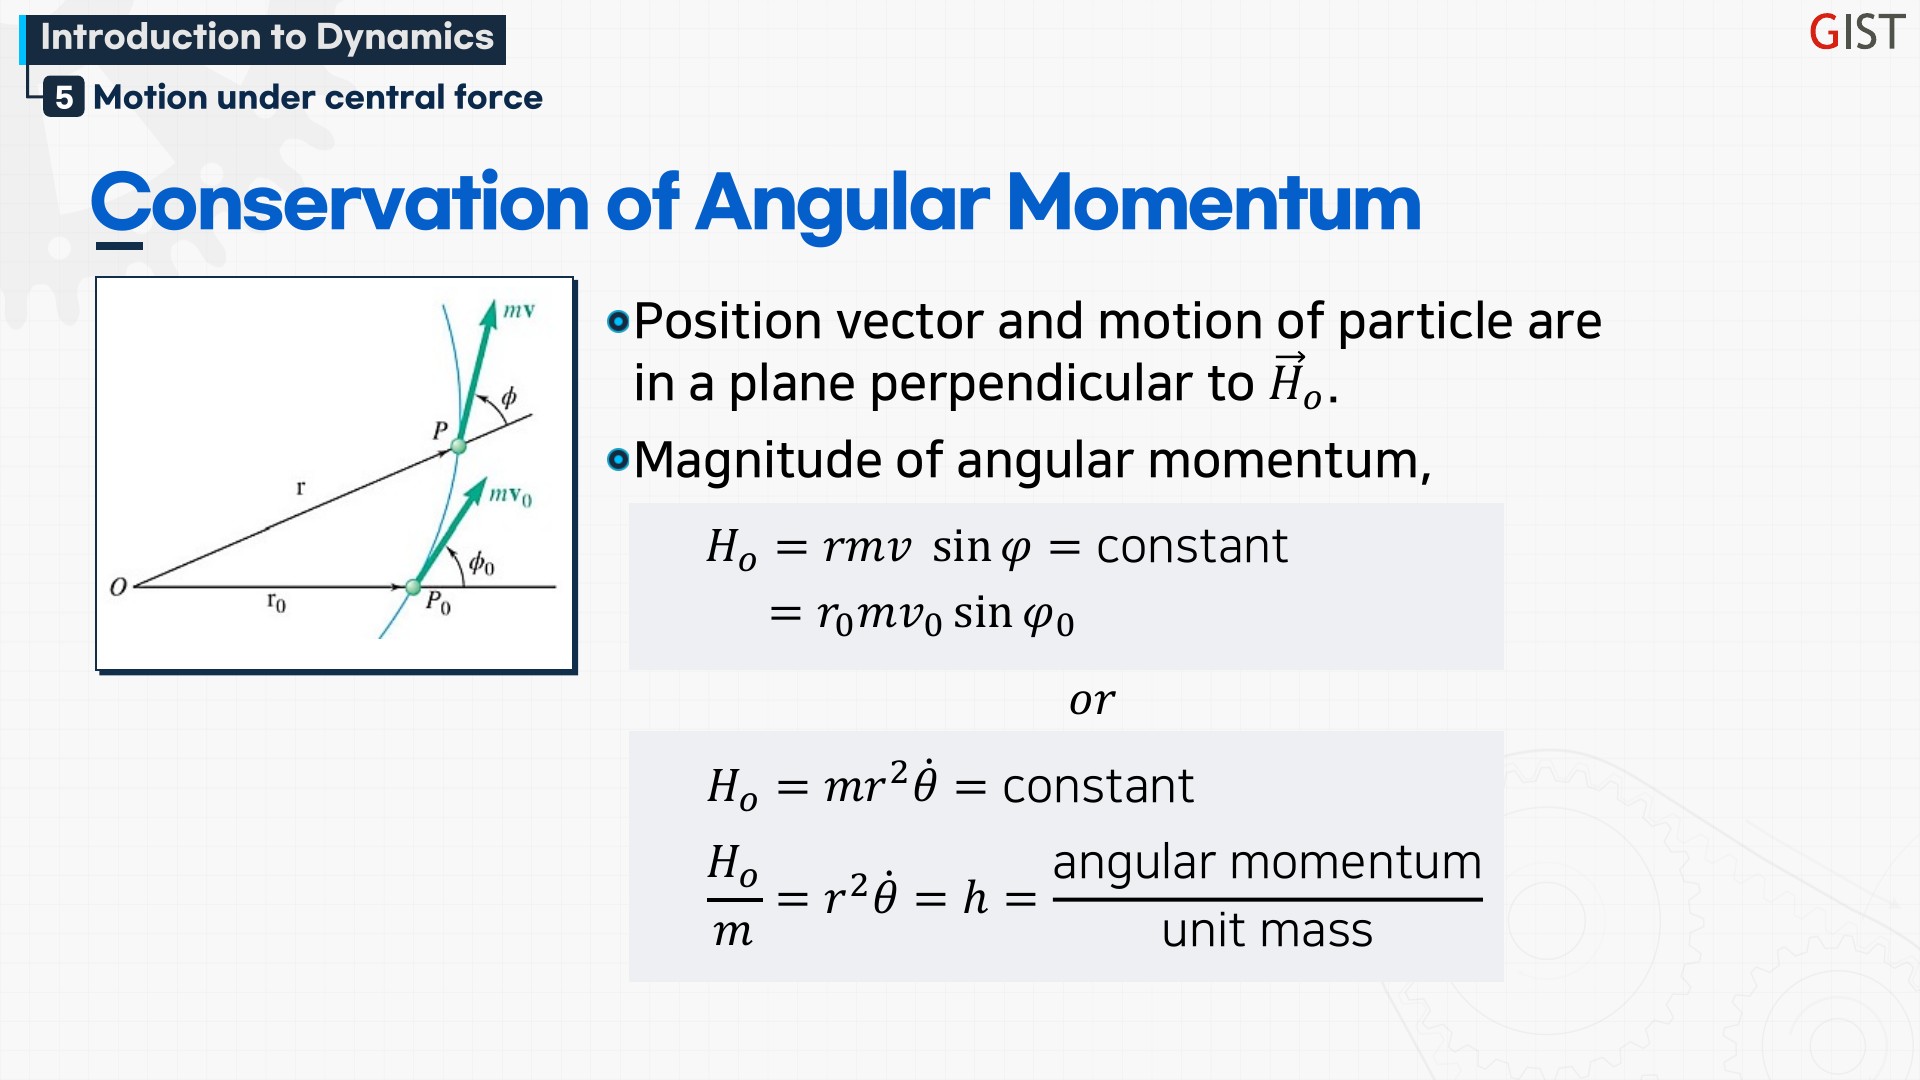 Introduction to Dynamics
GIST
5 Motion under central force
Conservation of Angular Momentum
mv
ϕ
P
r
mv₀
ϕ₀
O
r₀
P₀
Position vector and motion of particle are
in a plane perpendicular to H⃗ₒ.
Magnitude of angular momentum,
Hₒ = rmv sin φ = constant
= r₀mv₀ sin φ₀
or
Hₒ = mr²θ̇ = constant
Hₒ/m = r²θ̇ = h = angular momentum/unit mass